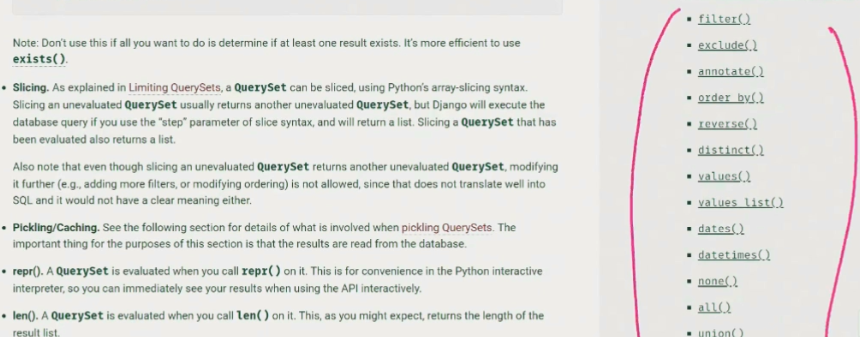 Note: Don't use this if all you want to do is determine if at least one result exists. It's more efficient to use
exists().
• Slicing. As explained in Limiting QuerySets, a QuerySet can be sliced, using Python's array-slicing syntax.
Slicing an unevaluated QuerySet usually returns another unevaluated QuerySet, but Django will execute the
database query if you use the "step" parameter of slice syntax, and will return a list. Slicing a QuerySet that has
been evaluated also returns a list.
Also note that even though slicing an unevaluated QuerySet returns another unevaluated QuerySet, modifying
it further (e.g., adding more filters, or modifying ordering) is not allowed, since that does not translate well into
SQL and it would not have a clear meaning either.
• Pickling/Caching. See the following section for details of what is involved when pickling QuerySets. The
important thing for the purposes of this section is that the results are read from the database.
• repr(). A QuerySet is evaluated when you call repr() on it. This is for convenience in the Python interactive
interpreter, so you can immediately see your results when using the API interactively.
• len(). A QuerySet is evaluated when you call len() on it. This, as you might expect, returns the length of the
result list.
▪ filter()
▪ exclude()
▪ annotate()
▪ order_by()
▪ reverse()
▪ distinct()
▪ values()
▪ values_list()
▪ dates()
▪ datetimes()
▪ none()
▪ all()
▪ union()